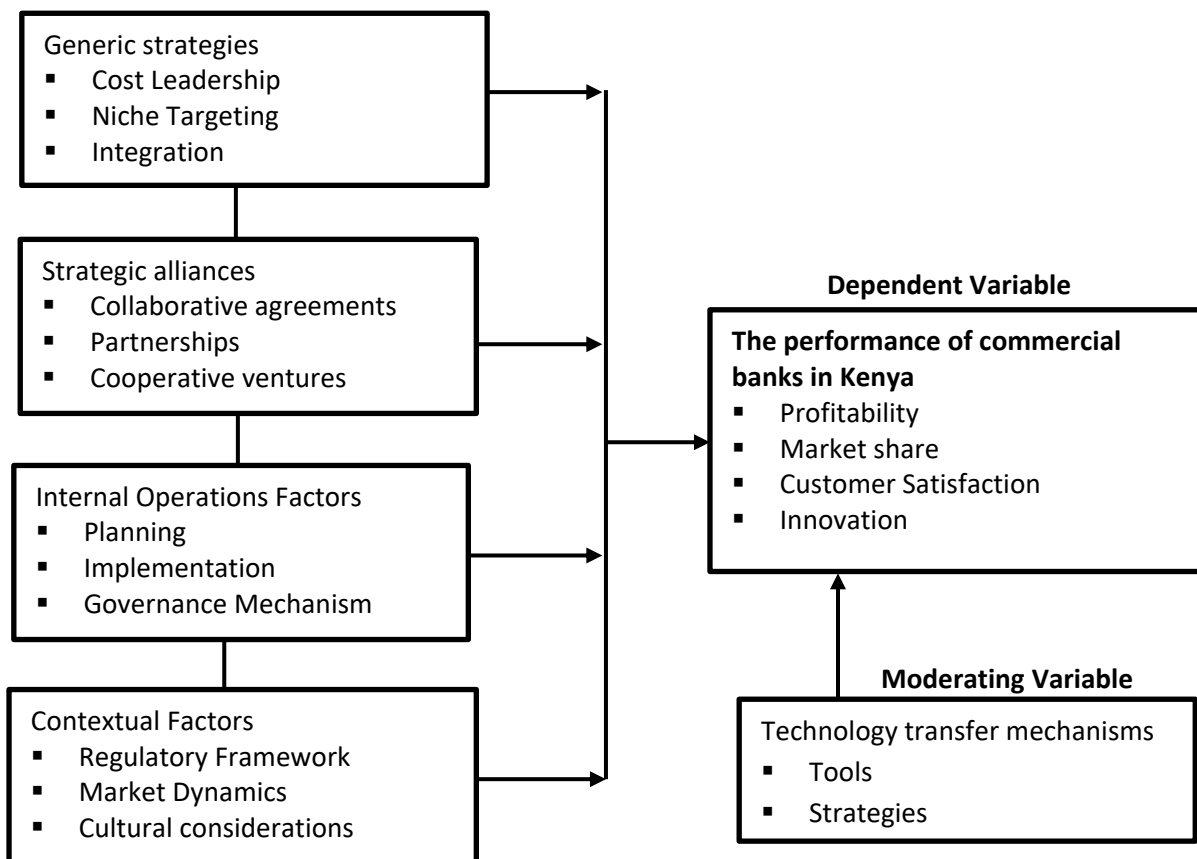 Generic strategies
▪ Cost Leadership
▪ Niche Targeting
▪ Integration
Strategic alliances
▪ Collaborative agreements
▪ Partnerships
▪ Cooperative ventures
Internal Operations Factors
▪ Planning
▪ Implementation
▪ Governance Mechanism
Contextual Factors
▪ Regulatory Framework
▪ Market Dynamics
▪ Cultural considerations
Dependent Variable
The performance of commercial
banks in Kenya
▪ Profitability
▪ Market share
▪ Customer Satisfaction
▪ Innovation
Moderating Variable
Technology transfer mechanisms
▪ Tools
▪ Strategies